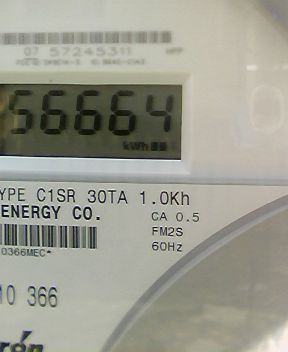 07 57245311
56664
kWh
YPE C1SR 30TA 1.0Kh
ENERGY CO.
CA 0.5
FM2S
60Hz
0366MEC*
10 366
rón